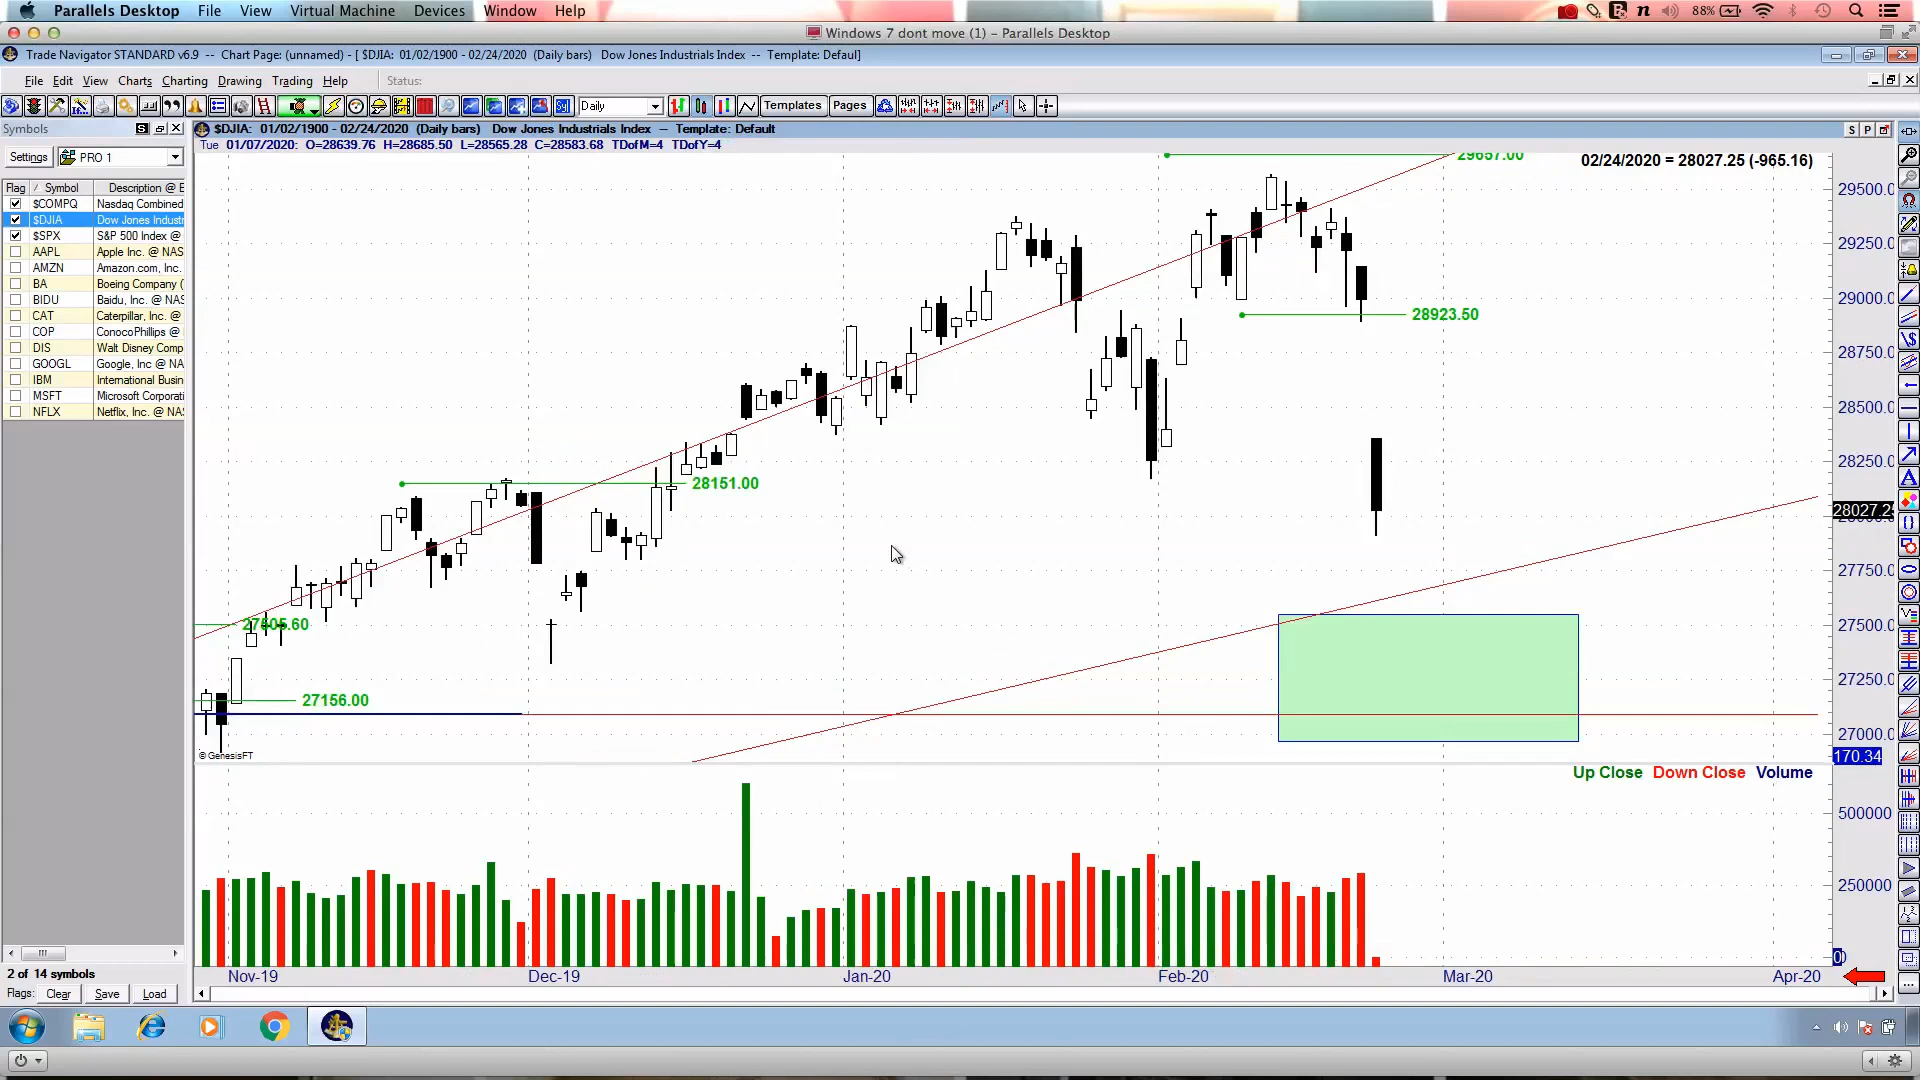 Parallels Desktop File View Virtual Machine Devices Window Help 88%
Windows 7 dont move (1) - Parallels Desktop
Trade Navigator STANDARD v6.9 -- Chart Page: (unnamed) - [ $DJIA: 01/02/1900 - 02/24/2020 (Daily bars) Dow Jones Industrials Index -- Template: Defaul]
File Edit View Charts Charting Drawing Trading Help Status:
Daily Templates Pages
Symbols S
$DJIA: 01/02/1900 - 02/24/2020 (Daily bars) Dow Jones Industrials Index -- Template: Default S P
Tue 01/07/2020: O=28639.76 H=28685.50 L=28565.28 C=28583.68 TDofM=4 TDofY=4
Settings PRO 1
Flag Symbol Description @ E
$COMPQ Nasdaq Combined
$DJIA Dow Jones Industr
$SPX S&P 500 Index @
AAPL Apple Inc. @ NAS
AMZN Amazon.com, Inc.
BA Boeing Company (
BIDU Baidu, Inc. @ NAS
CAT Caterpillar, Inc. @
COP ConocoPhillips @
DIS Walt Disney Comp
GOOGL Google, Inc @ NA
IBM International Busin
MSFT Microsoft Corporati
NFLX Netflix, Inc. @ NA
29657.00
02/24/2020 = 28027.25 (-965.16)
29500.0
29250.0
29000.0
28923.50
28750.0
28500.0
28250.0
28151.00
28027.2
27750.0
27505.60
27500.0
27250.0
27156.00
27000.0
© GenesisFT
170.34
Up Close Down Close Volume
500000
250000
0
Nov-19 Dec-19 Jan-20 Feb-20 Mar-20 Apr-20
2 of 14 symbols
Flags: Clear Save Load